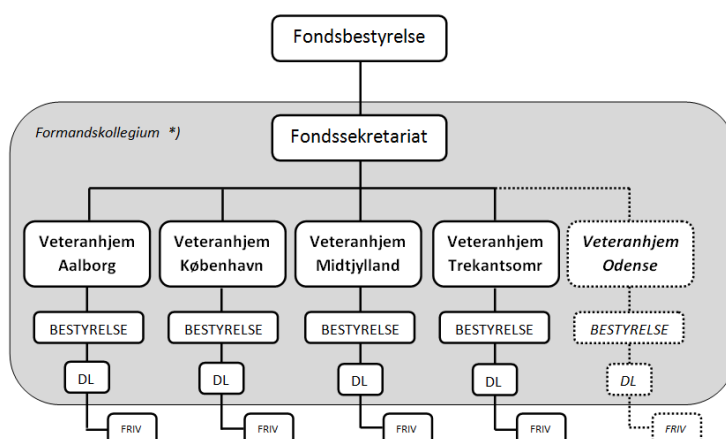 Fondsbestyrelse
Formandskollegium *)
Fondssekretariat
Veteranhjem
Aalborg
Veteranhjem
København
Veteranhjem
Midtjylland
Veteranhjem
Trekantsomr
Veteranhjem
Odense
BESTYRELSE
BESTYRELSE
BESTYRELSE
BESTYRELSE
BESTYRELSE
DL
DL
DL
DL
DL
FRIV
FRIV
FRIV
FRIV
FRIV